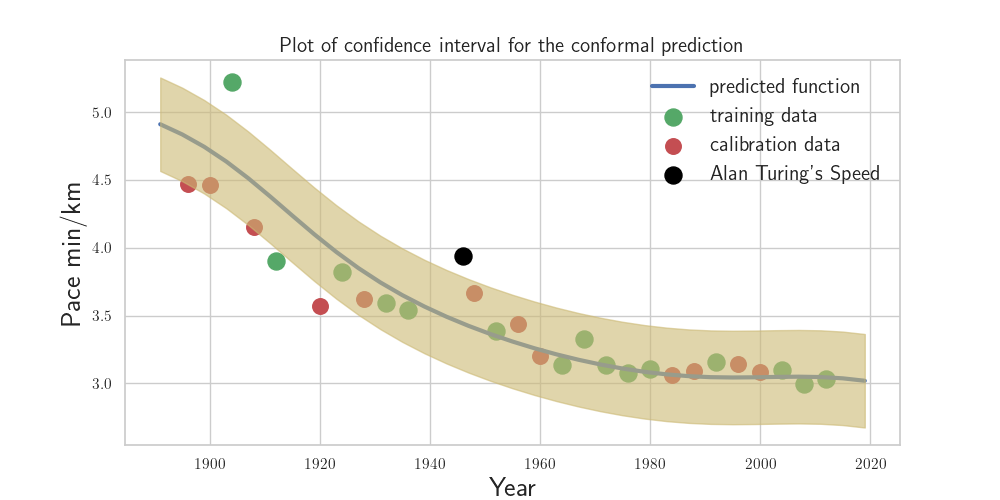 Plot of confidence interval for the conformal prediction
predicted function
training data
calibration data
Alan Turing's Speed
Pace min/km
5.0
4.5
4.0
3.5
3.0
1900 1920 1940 1960 1980 2000 2020
Year